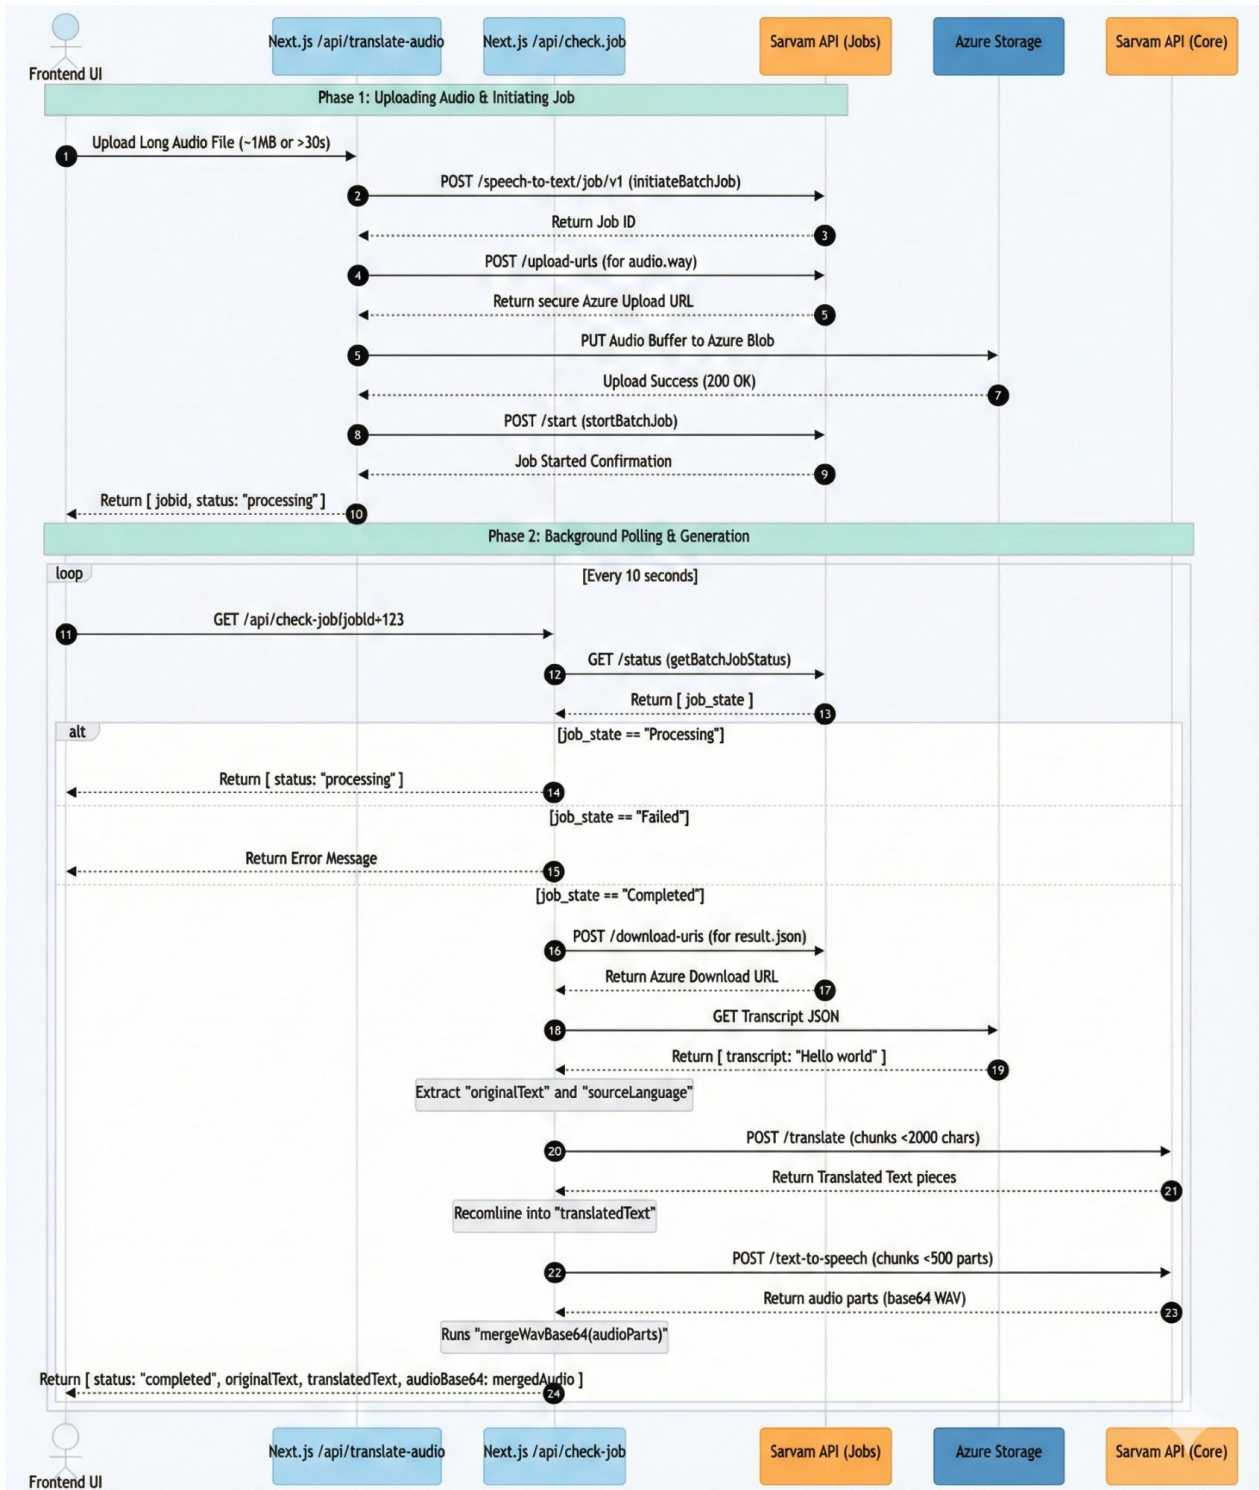 Frontend UI
Next.js /api/translate-audio
Next.js /api/check.job
Sarvam API (Jobs)
Azure Storage
Sarvam API (Core)
Phase 1: Uploading Audio & Initiating Job
Upload Long Audio File (~1MB or >30s)
1
POST /speech-to-text/job/v1 (initiateBatchJob)
2
Return Job ID
3
POST /upload-urls (for audio.way)
4
Return secure Azure Upload URL
5
PUT Audio Buffer to Azure Blob
5
Upload Success (200 OK)
7
POST /start (stortBatchJob)
8
Job Started Confirmation
9
Return [ jobid, status: "processing" ]
10
Phase 2: Background Polling & Generation
loop
[Every 10 seconds]
GET /api/check-job[jobld+123
11
GET /status (getBatchJobStatus)
12
Return [ job_state ]
13
alt
[job_state == "Processing"]
Return [ status: "processing" ]
14
[job_state == "Failed"]
Return Error Message
15
[job_state == "Completed"]
POST /download-uris (for result.json)
16
Return Azure Download URL
17
GET Transcript JSON
18
Return [ transcript: "Hello world" ]
19
Extract "originalText" and "sourceLanguage"
POST /translate (chunks <2000 chars)
20
Return Translated Text pieces
21
Recomline into "translatedText"
POST /text-to-speech (chunks <500 parts)
22
Return audio parts (base64 WAV)
23
Runs "mergeWavBase64(audioParts)"
Return [ status: "completed", originalText, translatedText, audioBase64: mergedAudio ]
24
Frontend UI
Next.js /api/translate-audio
Next.js /api/check-job
Sarvam API (Jobs)
Azure Storage
Sarvam API (Core)